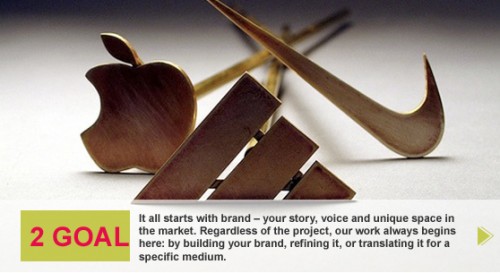 2 GOAL
It all starts with brand – your story, voice and unique space in
the market. Regardless of the project, our work always begins
here: by building your brand, refining it, or translating it for a
specific medium.